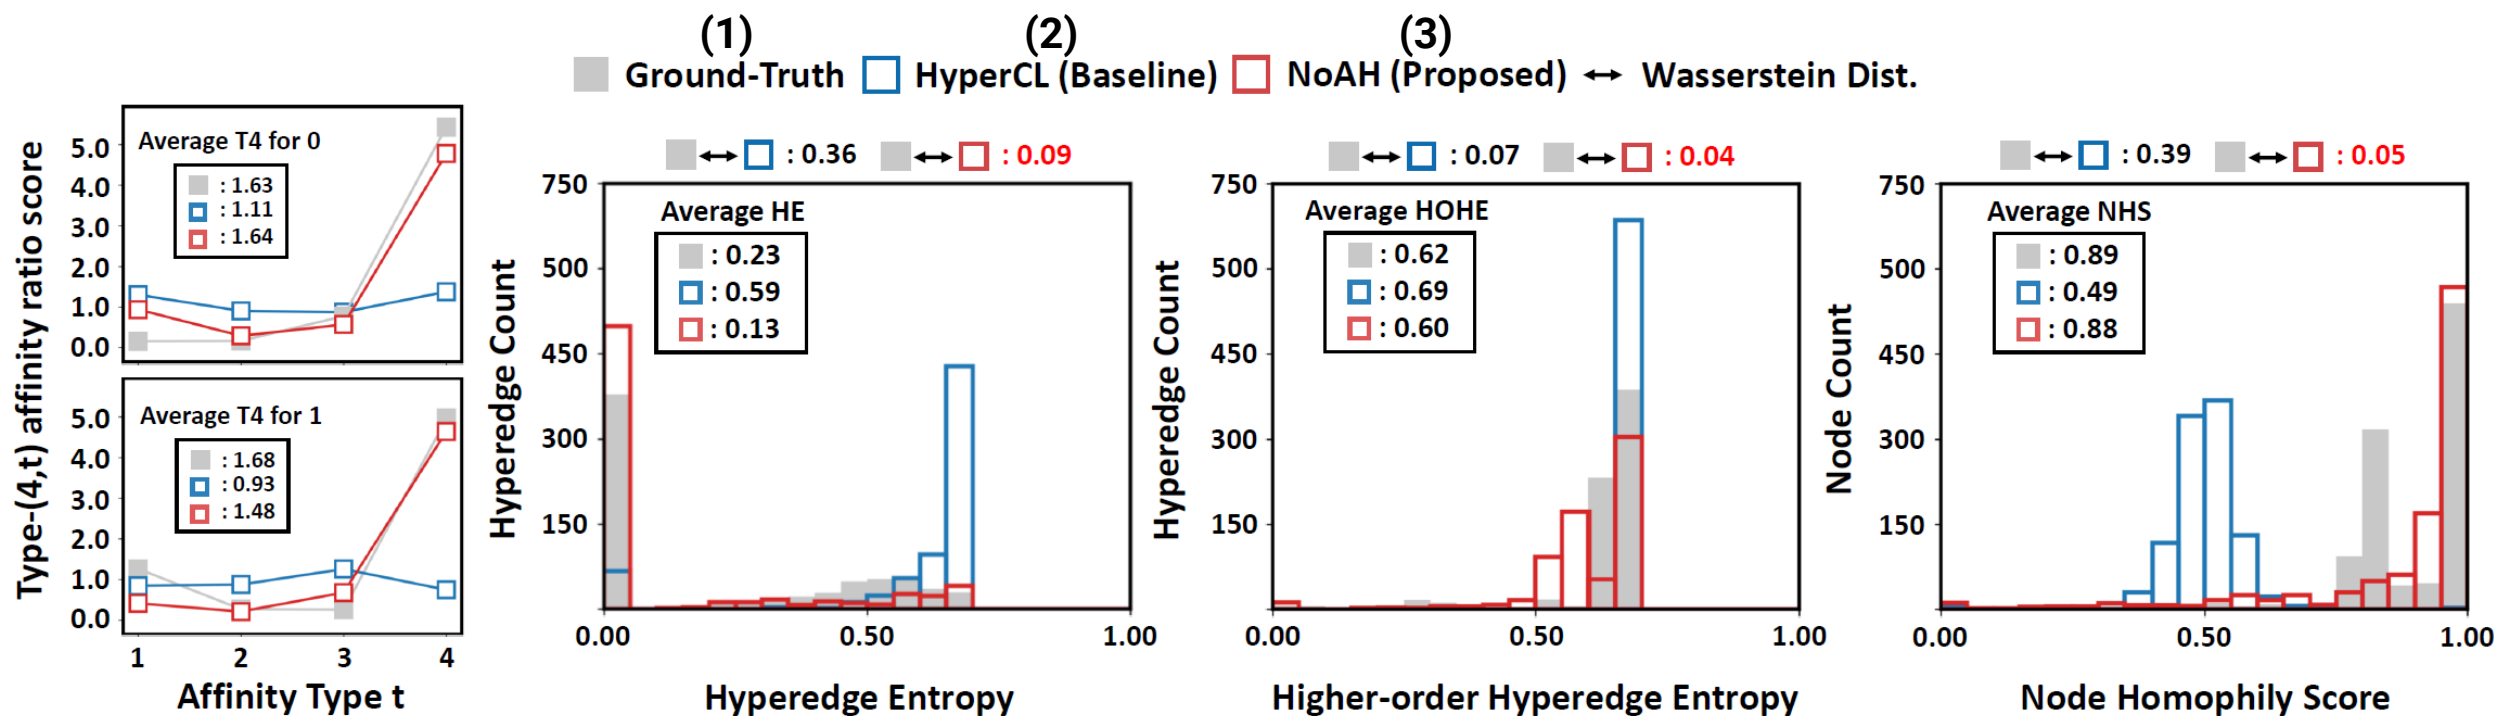 (1) (2) (3)
Ground-Truth HyperCL (Baseline) NoAH (Proposed) ↔ Wasserstein Dist.
Type-(4,t) affinity ratio score
Average T4 for 0
: 1.63
: 1.11
: 1.64
5.0
4.0
3.0
2.0
1.0
0.0
Average T4 for 1
: 1.68
: 0.93
: 1.48
5.0
4.0
3.0
2.0
1.0
0.0
1 2 3 4
Affinity Type t
↔ : 0.36 ↔ : 0.09
Average HE
: 0.23
: 0.59
: 0.13
Hyperedge Count
750
500
450
300
150
0.00 0.50 1.00
Hyperedge Entropy
↔ : 0.07 ↔ : 0.04
Average HOHE
: 0.62
: 0.69
: 0.60
Hyperedge Count
750
500
450
300
150
0.00 0.50 1.00
Higher-order Hyperedge Entropy
↔ : 0.39 ↔ : 0.05
Average NHS
: 0.89
: 0.49
: 0.88
Node Count
750
500
450
300
150
0.00 0.50 1.00
Node Homophily Score